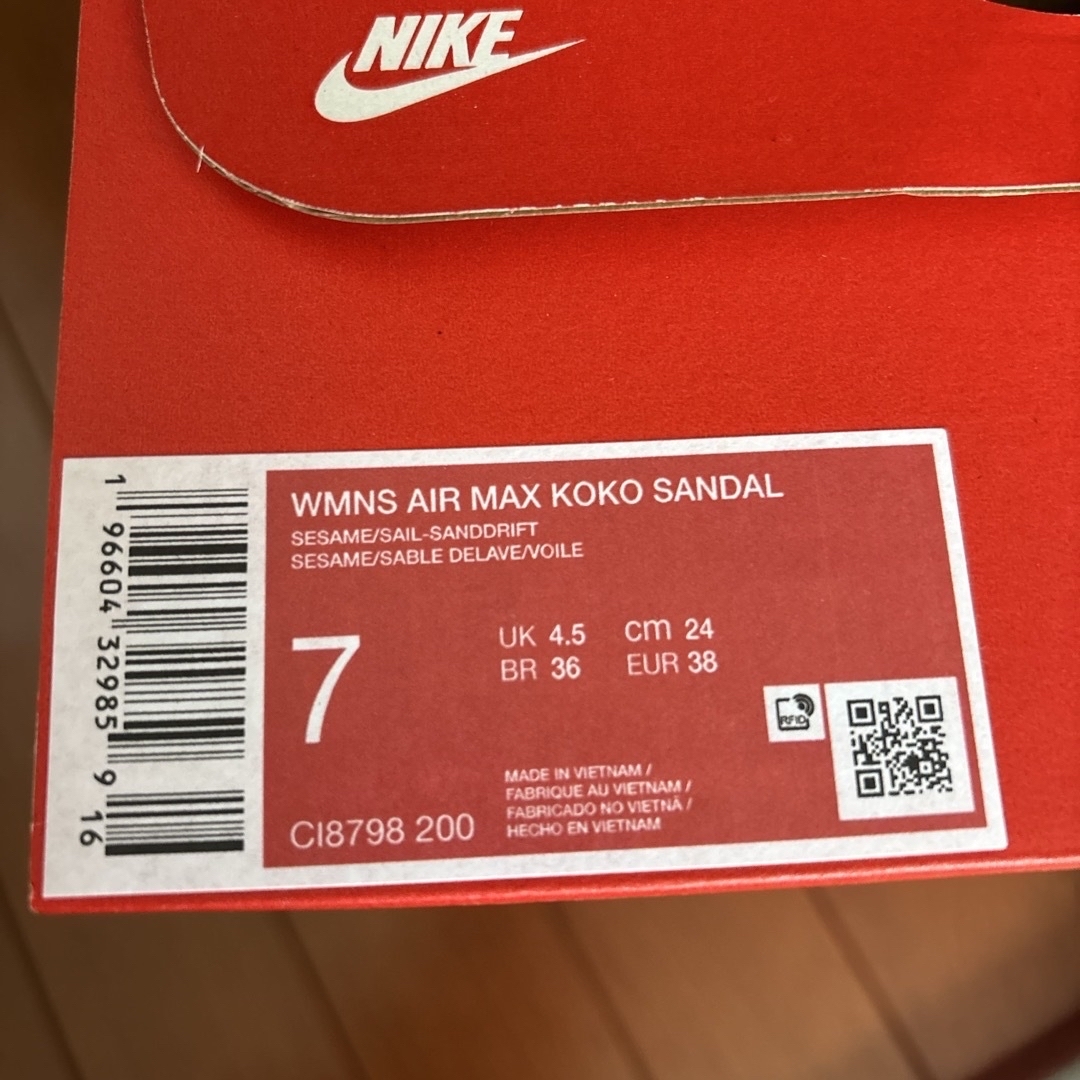 NIKE
WMNS AIR MAX KOKO SANDAL
SESAME/SAIL-SANDDRIFT
SESAME/SABLE DELAVE/VOILE
7
UK 4.5 cm 24
BR 36 EUR 38
RFID
MADE IN VIETNAM /
FABRIQUE AU VIETNAM /
FABRICADO NO VIETNÃ /
HECHO EN VIETNAM
CI8798 200
1 96604 32985 9 16